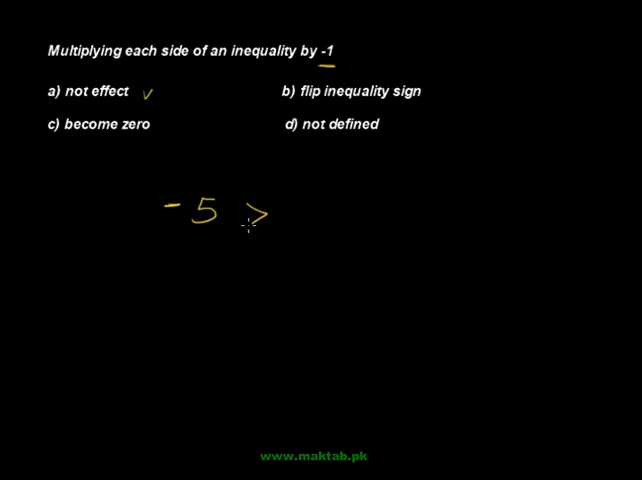 Multiplying each side of an inequality by -1
a) not effect ✓ b) flip inequality sign
c) become zero d) not defined
- 5 >
www.maktab.pk